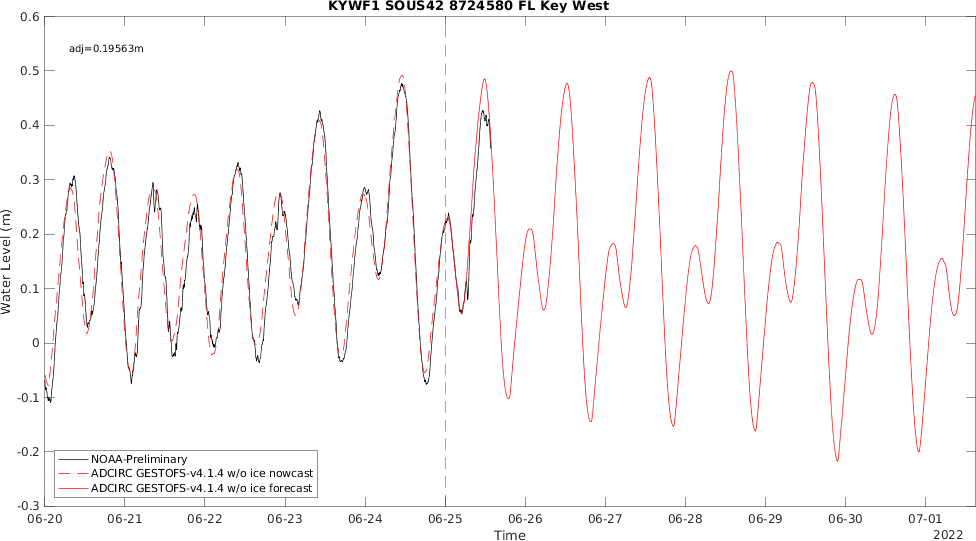 KYWF1 SOUS42 8724580 FL Key West
adj=0.19563m
Water Level (m)
0.6
0.5
0.4
0.3
0.2
0.1
0
-0.1
-0.2
-0.3
NOAA-Preliminary
ADCIRC GESTOFS-v4.1.4 w/o ice nowcast
ADCIRC GESTOFS-v4.1.4 w/o ice forecast
06-20 06-21 06-22 06-23 06-24 06-25 06-26 06-27 06-28 06-29 06-30 07-01
Time
2022